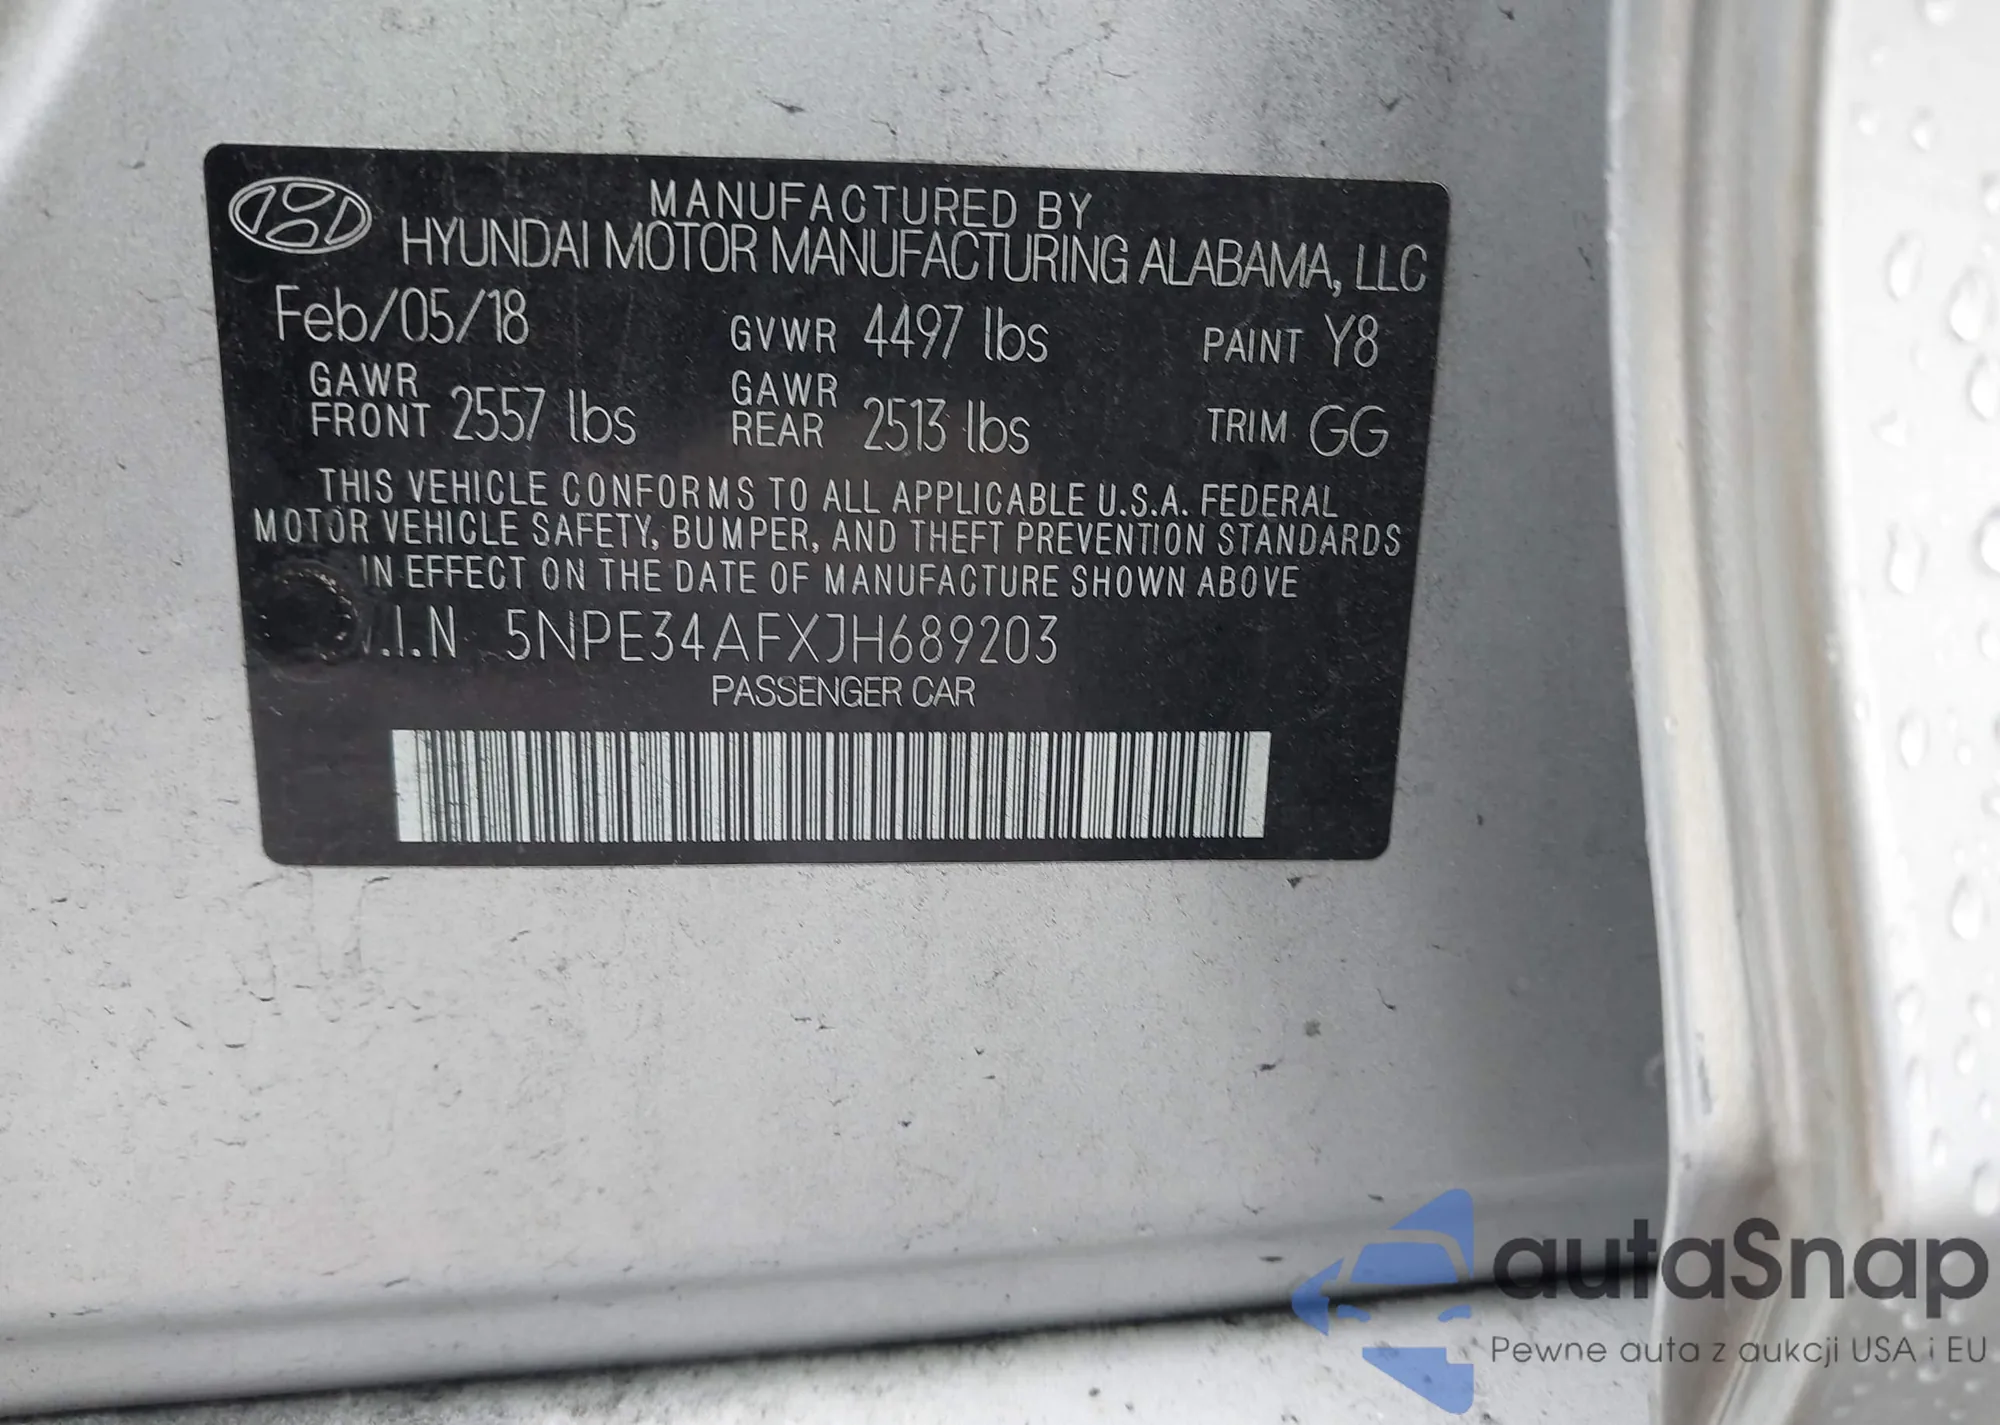 MANUFACTURED BY
HYUNDAI MOTOR MANUFACTURING ALABAMA, LLC
Feb/05/18 GVWR 4497 lbs PAINT Y8
GAWR FRONT 2557 lbs GAWR REAR 2513 lbs TRIM GG
THIS VEHICLE CONFORMS TO ALL APPLICABLE U.S.A. FEDERAL
MOTOR VEHICLE SAFETY, BUMPER, AND THEFT PREVENTION STANDARDS
IN EFFECT ON THE DATE OF MANUFACTURE SHOWN ABOVE
V.I.N 5NPE34AFXJH689203
PASSENGER CAR
autaSnap
Pewne auta z aukcji USA i EU